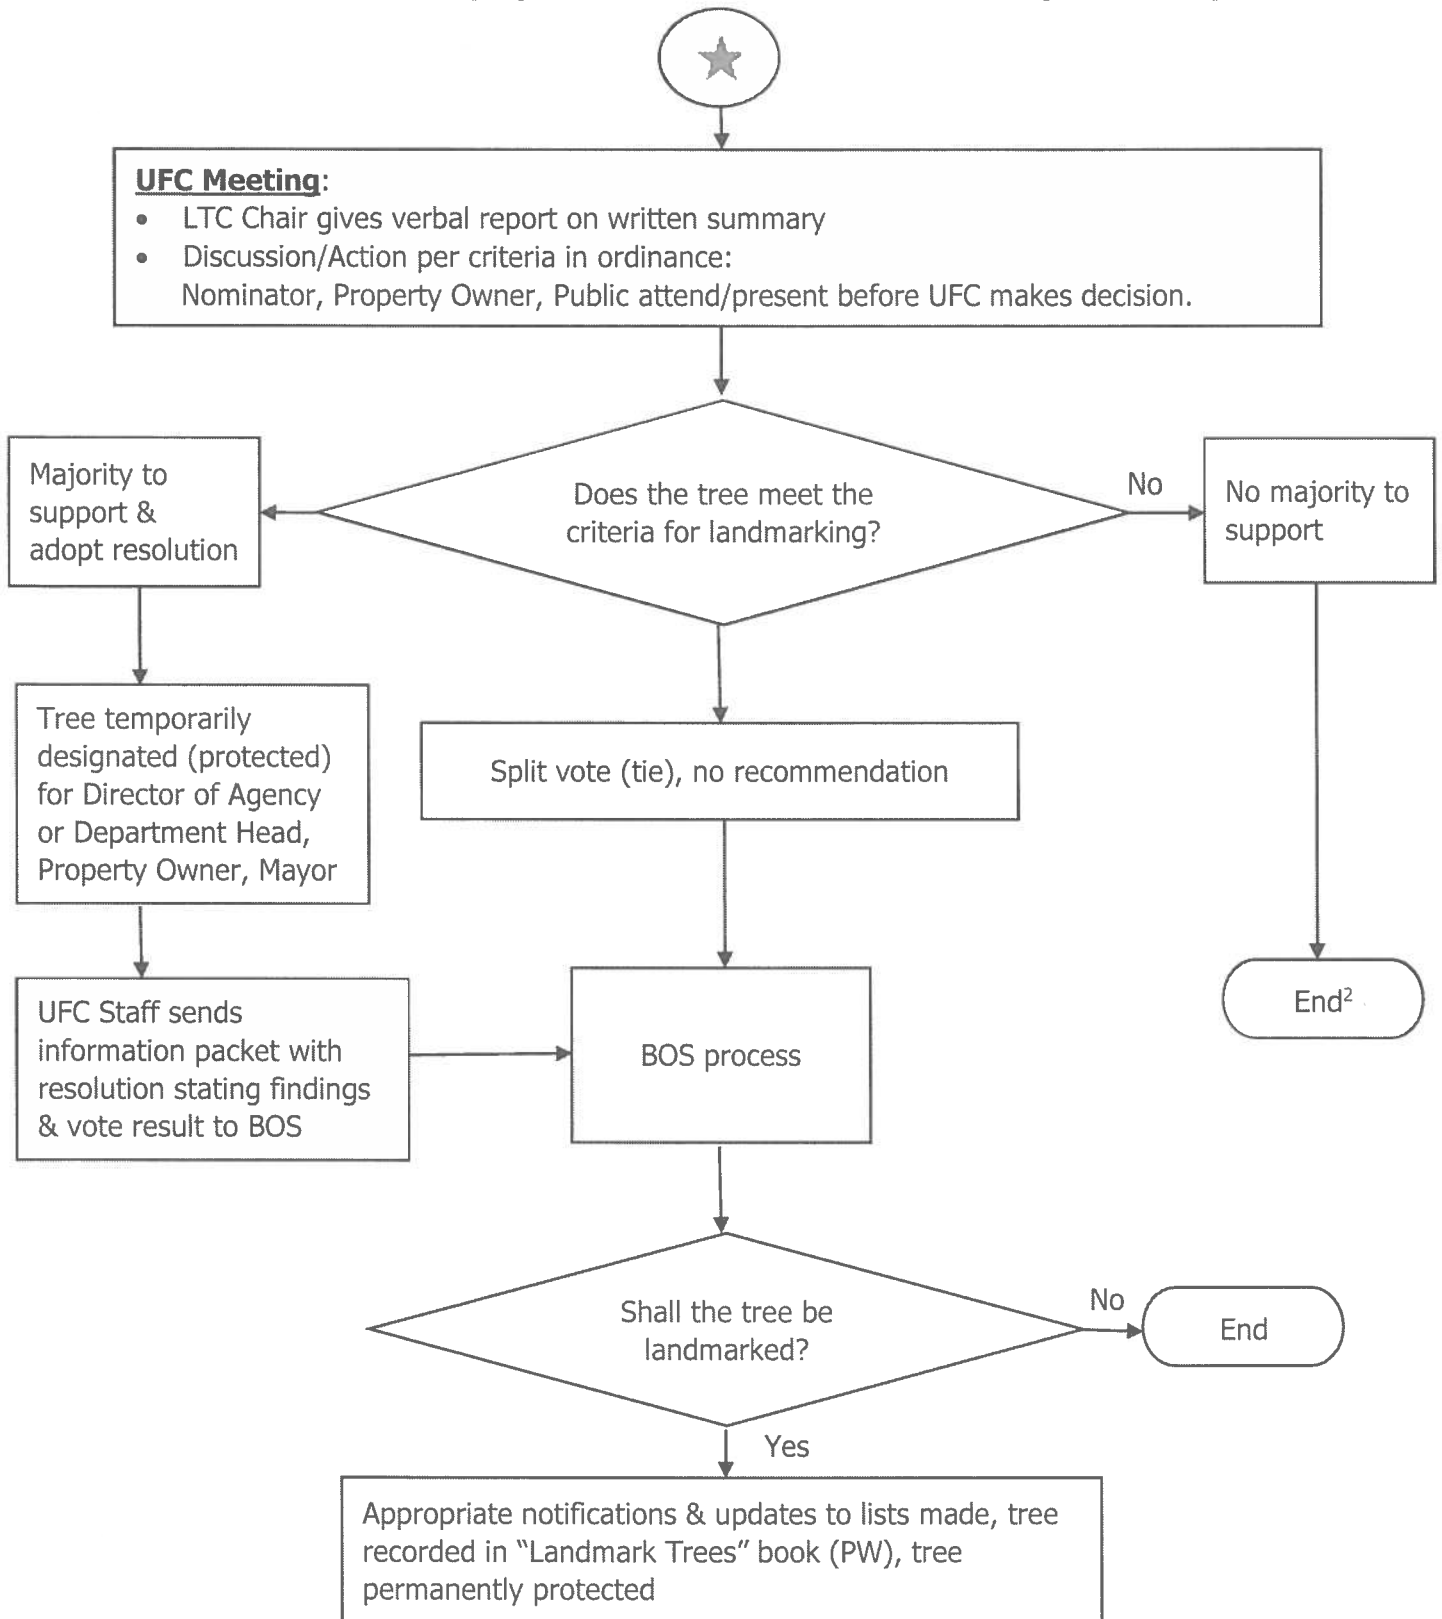 UFC Meeting:
• LTC Chair gives verbal report on written summary
• Discussion/Action per criteria in ordinance:
Nominator, Property Owner, Public attend/present before UFC makes decision.
Majority to
support &
adopt resolution
Does the tree meet the
criteria for landmarking?
No
No majority to
support
Tree temporarily
designated (protected)
for Director of Agency
or Department Head,
Property Owner, Mayor
Split vote (tie), no recommendation
End²
UFC Staff sends
information packet with
resolution stating findings
& vote result to BOS
BOS process
Shall the tree be
landmarked?
No
End
Yes
Appropriate notifications & updates to lists made, tree
recorded in "Landmark Trees" book (PW), tree
permanently protected